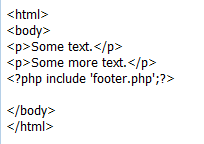 <html>
<body>
<p>Some text.</p>
<p>Some more text.</p>
<?php include 'footer.php';?>

</body>
</html>